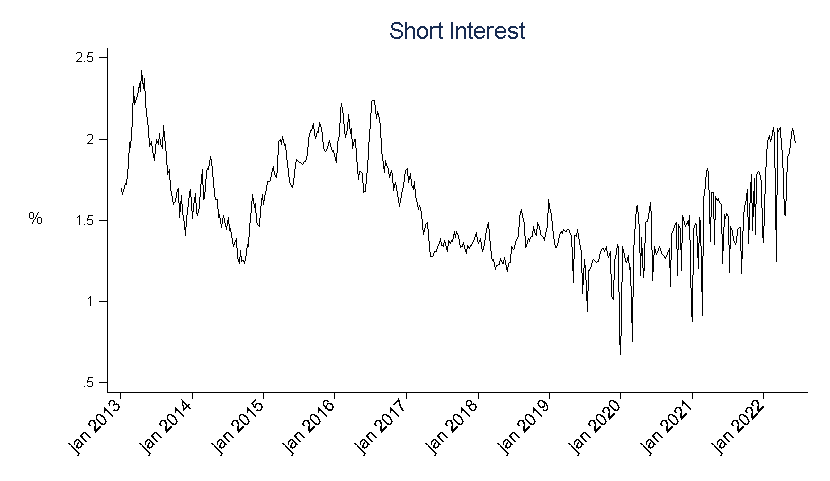 Short Interest
%
2.5
2
1.5
1
.5
Jan 2013
Jan 2014
Jan 2015
Jan 2016
Jan 2017
Jan 2018
Jan 2019
Jan 2020
Jan 2021
Jan 2022